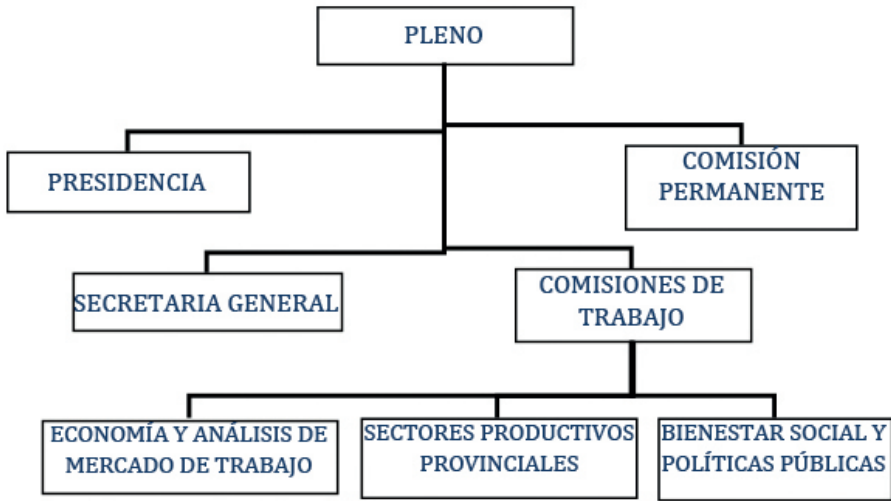 PLENO
PRESIDENCIA
COMISIÓN
PERMANENTE
SECRETARIA GENERAL
COMISIONES DE
TRABAJO
ECONOMÍA Y ANÁLISIS DE
MERCADO DE TRABAJO
SECTORES PRODUCTIVOS
PROVINCIALES
BIENESTAR SOCIAL Y
POLÍTICAS PÚBLICAS